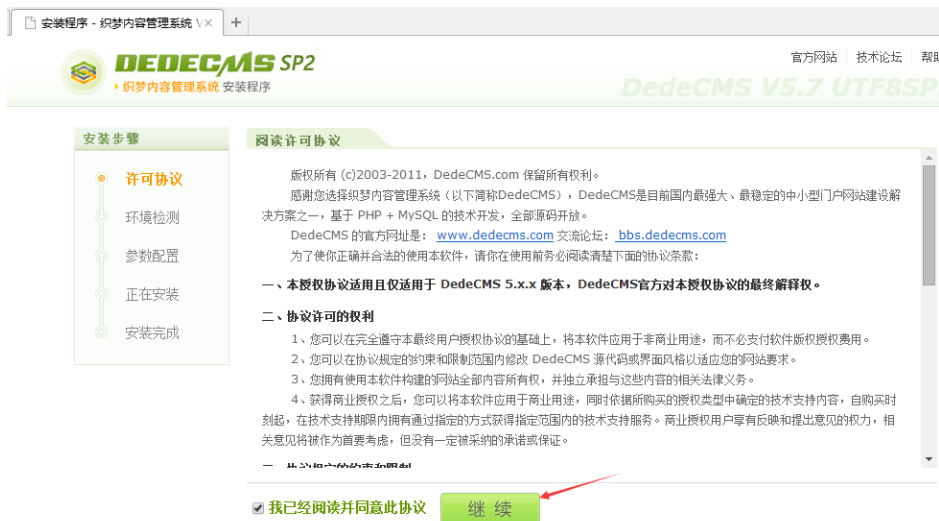 安装程序 - 织梦内容管理系统 V
DEDECMS SP2
织梦内容管理系统 安装程序
官方网站 技术论坛
DedeCMS V5.7 UTF8SP
安装步骤
许可协议
环境检测
参数配置
正在安装
安装完成
阅读许可协议
版权所有 (c)2003-2011，DedeCMS.com 保留所有权利。
感谢您选择织梦内容管理系统（以下简称DedeCMS），DedeCMS是目前国内最强大、最稳定的中小型门户网站建设解
决方案之一，基于 PHP + MySQL 的技术开发，全部源码开放。
DedeCMS 的官方网址是： www.dedecms.com 交流论坛： bbs.dedecms.com
为了使你正确并合法的使用本软件，请你在使用前务必阅读清楚下面的协议条款：
一、本授权协议适用且仅适用于 DedeCMS 5.x.x 版本，DedeCMS官方对本授权协议的最终解释权。
二、协议许可的权利
1、您可以在完全遵守本最终用户授权协议的基础上，将本软件应用于非商业用途，而不必支付软件版权授权费用。
2、您可以在协议规定的约束和限制范围内修改 DedeCMS 源代码或界面风格以适应您的网站要求。
3、您拥有使用本软件构建的网站全部内容所有权，并独立承担与这些内容的相关法律义务。
4、获得商业授权之后，您可以将本软件应用于商业用途，同时依据所购买的授权类型中确定的技术支持内容，自购买时
刻起，在技术支持期限内拥有通过指定的方式获得指定范围内的技术支持服务。商业授权用户享有反映和提出意见的权力，相
关意见将被作为首要考虑，但没有一定被采纳的承诺或保证。
我已经阅读并同意此协议 继 续